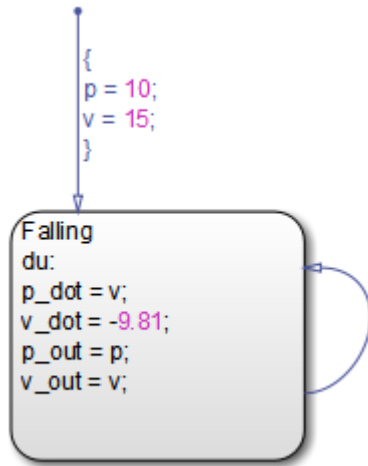 {
p = 10;
v = 15;
}
Falling
du:
p_dot = v;
v_dot = -9.81;
p_out = p;
v_out = v;